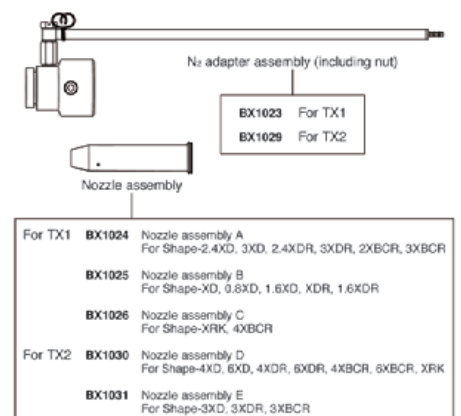 N₂ adapter assembly (including nut)
BX1023 For TX1
BX1029 For TX2
Nozzle assembly
For TX1 BX1024 Nozzle assembly A
For Shape-2.4XD, 3XD, 2.4XDR, 3XDR, 2XBCR, 3XBCR
BX1025 Nozzle assembly B
For Shape-XD, 0.8XD, 1.6XD, XDR, 1.6XDR
BX1026 Nozzle assembly C
For Shape-XRK, 4XBCR
For TX2 BX1030 Nozzle assembly D
For Shape-4XD, 6XD, 4XDR, 6XDR, 4XBCR, 6XBCR, XRK
BX1031 Nozzle assembly E
For Shape-3XD, 3XDR, 3XBCR